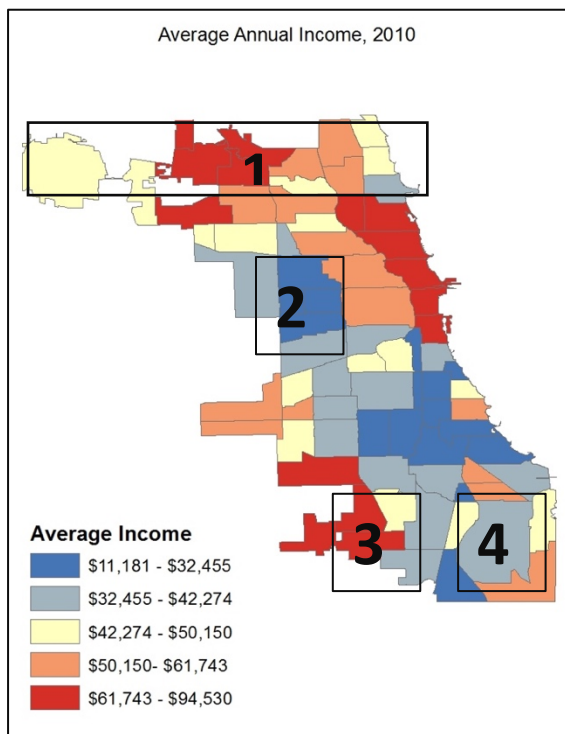 Average Annual Income, 2010
1
2
3
4
Average Income
$11,181 - $32,455
$32,455 - $42,274
$42,274 - $50,150
$50,150- $61,743
$61,743 - $94,530